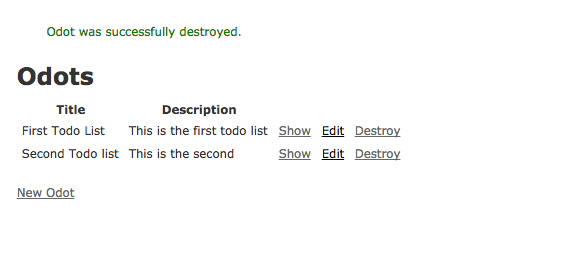 Odot was successfully destroyed.
Odots
Title Description
First Todo List This is the first todo list Show Edit Destroy
Second Todo list This is the second Show Edit Destroy
New Odot